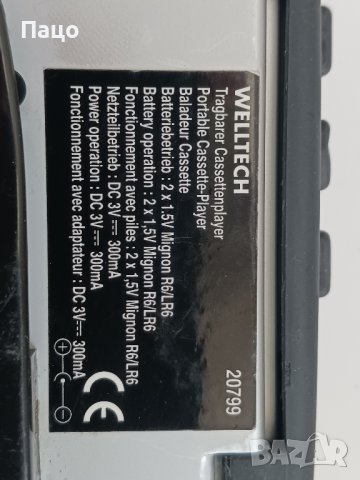 Пацо
WELLTECH 20799
Tragbarer Cassettenplayer
Portable Cassette-Player
Baladeur Cassette
Batteriebetrieb : 2 x 1,5V Mignon R6/LR6
Battery operation : 2 x 1,5V Mignon R6/LR6
Fonctionnement avec piles : 2 x 1,5V Mignon R6/LR6
Netzteilbetrieb : DC 3V⎓ 300mA
Power operation : DC 3V⎓ 300mA
Fonctionnement avec adaptateur : DC 3V⎓ 300mA
CE
BAZAR
bg